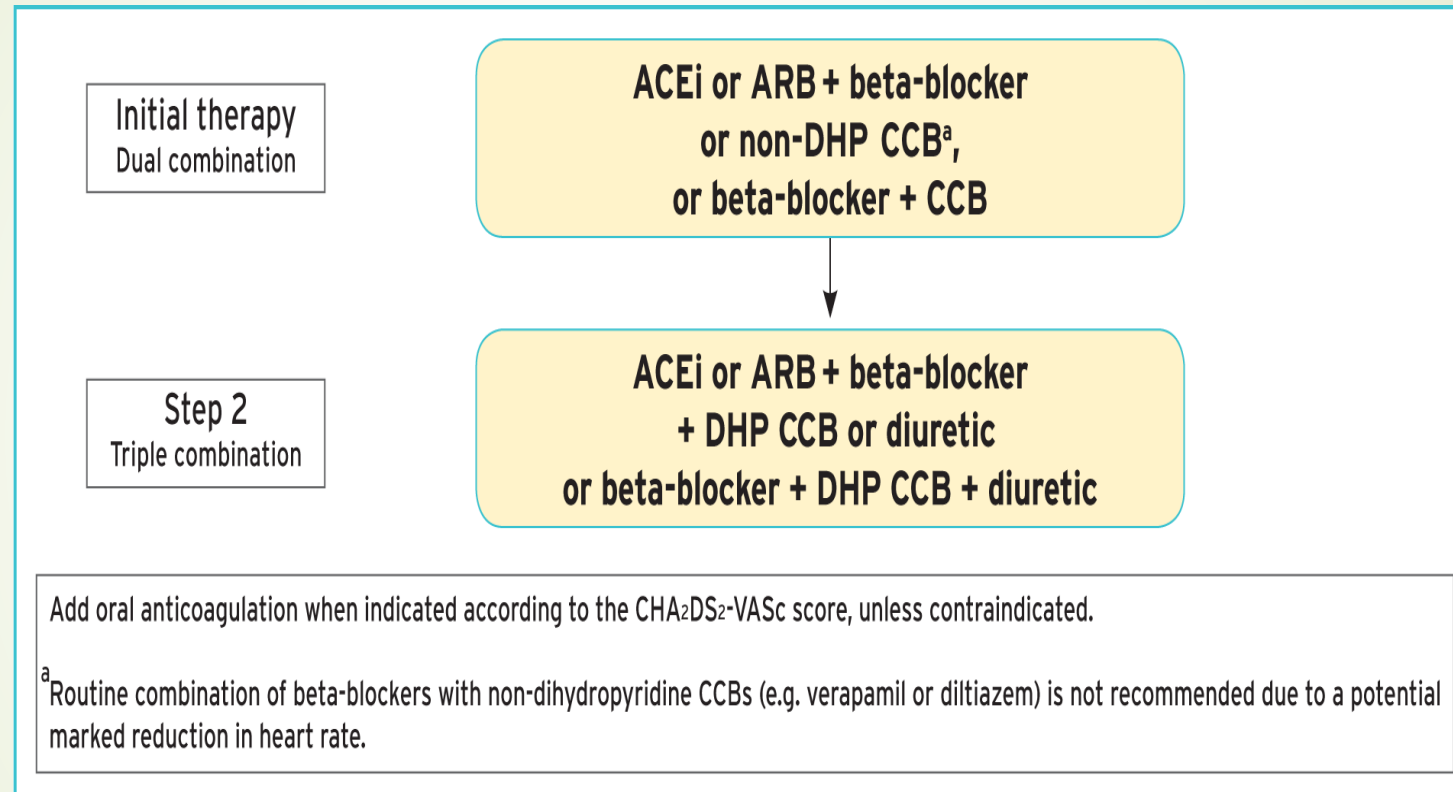 Initial therapy
Dual combination
ACEi or ARB + beta-blocker
or non-DHP CCBᵃ,
or beta-blocker + CCB
Step 2
Triple combination
ACEi or ARB + beta-blocker
+ DHP CCB or diuretic
or beta-blocker + DHP CCB + diuretic
Add oral anticoagulation when indicated according to the CHA₂DS₂-VASc score, unless contraindicated.
ᵃRoutine combination of beta-blockers with non-dihydropyridine CCBs (e.g. verapamil or diltiazem) is not recommended due to a potential
marked reduction in heart rate.